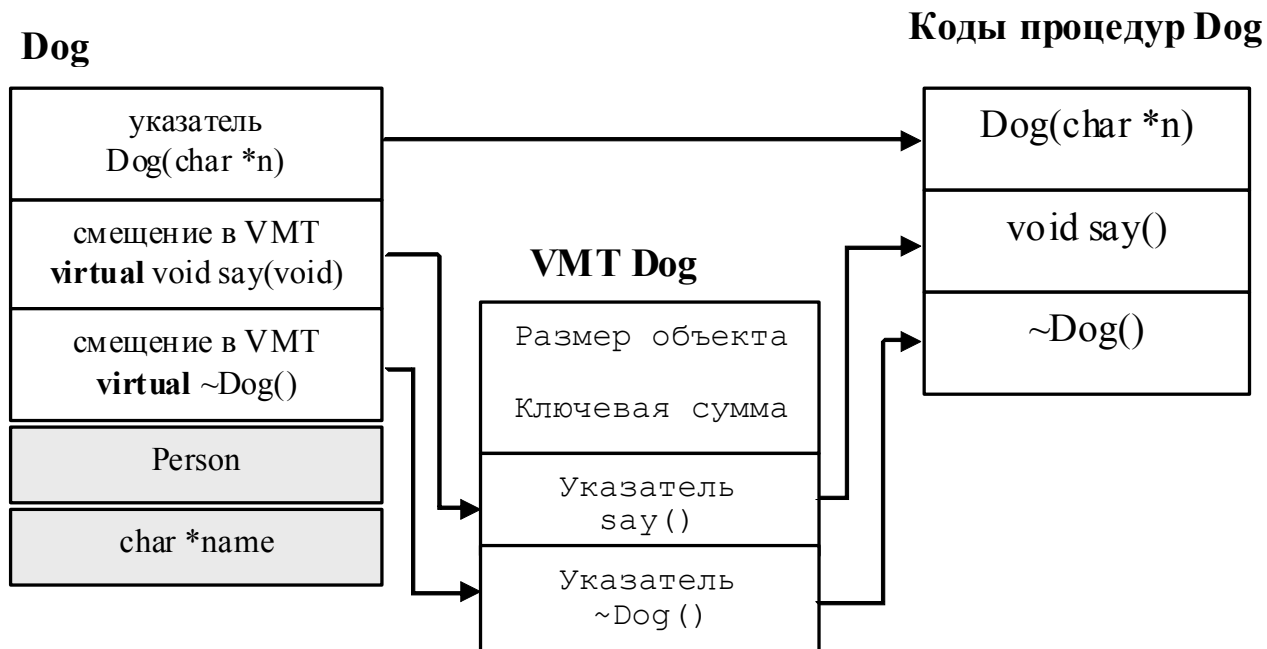 Dog
указатель
Dog(char *n)
смещение в VMT
virtual void say(void)
смещение в VMT
virtual ~Dog()
Person
char *name
VMT Dog
Размер объекта
Ключевая сумма
Указатель
say()
Указатель
~Dog()
Коды процедур Dog
Dog(char *n)
void say()
~Dog()